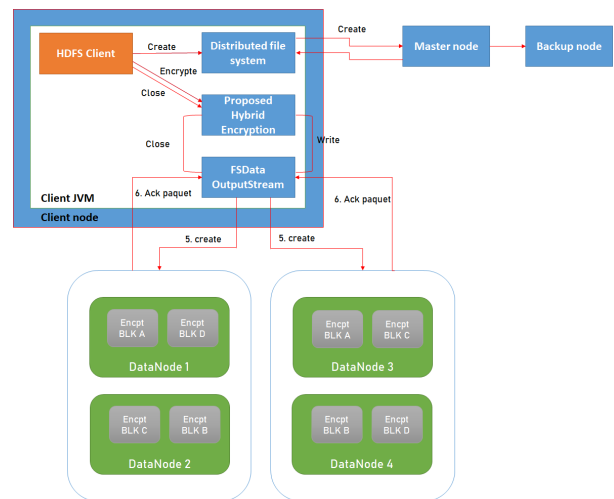 HDFS Client
Create
Distributed file
system
Create
Master node
Backup node
Encrypte
Close
Proposed
Hybrid
Encryption
Close
Write
FSData
OutputStream
6. Ack paquet
6. Ack paquet
Client JVM
Client node
5. create
5. create
Encpt
BLK A
Encpt
BLK D
DataNode 1
Encpt
BLK A
Encpt
BLK C
DataNode 3
Encpt
BLK C
Encpt
BLK B
DataNode 2
Encpt
BLK B
Encpt
BLK D
DataNode 4